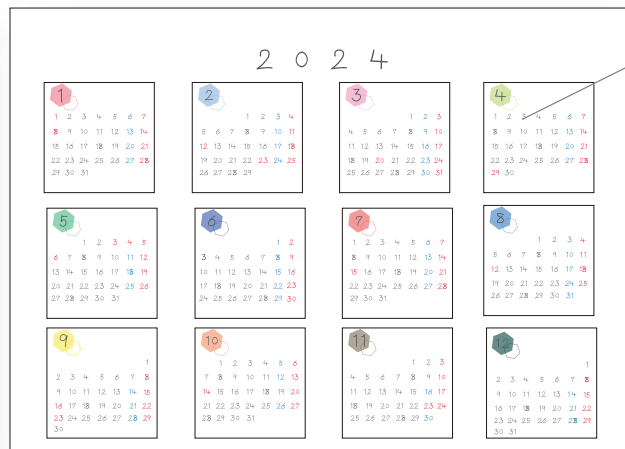 2 0 2 4
1
1 2 3 4 5 6 7
8 9 10 11 12 13 14
15 16 17 18 19 20 21
22 23 24 25 26 27 28
29 30 31
2
1 2 3 4
5 6 7 8 9 10 11
12 13 14 15 16 17 18
19 20 21 22 23 24 25
26 27 28 29
3
1 2 3
4 5 6 7 8 9 10
11 12 13 14 15 16 17
18 19 20 21 22 23 24
25 26 27 28 29 30 31
4
1 2 3 4 5 6 7
8 9 10 11 12 13 14
15 16 17 18 19 20 21
22 23 24 25 26 27 28
29 30
5
1 2 3 4 5
6 7 8 9 10 11 12
13 14 15 16 17 18 19
20 21 22 23 24 25 26
27 28 29 30 31
6
1 2
3 4 5 6 7 8 9
10 11 12 13 14 15 16
17 18 19 20 21 22 23
24 25 26 27 28 29 30
7
1 2 3 4 5 6 7
8 9 10 11 12 13 14
15 16 17 18 19 20 21
22 23 24 25 26 27 28
29 30 31
8
1 2 3 4
5 6 7 8 9 10 11
12 13 14 15 16 17 18
19 20 21 22 23 24 25
26 27 28 29 30 31
9
1
2 3 4 5 6 7 8
9 10 11 12 13 14 15
16 17 18 19 20 21 22
23 24 25 26 27 28 29
30
10
1 2 3 4 5 6
7 8 9 10 11 12 13
14 15 16 17 18 19 20
21 22 23 24 25 26 27
28 29 30 31
11
1 2 3
4 5 6 7 8 9 10
11 12 13 14 15 16 17
18 19 20 21 22 23 24
25 26 27 28 29 30
12
1
2 3 4 5 6 7 8
9 10 11 12 13 14 15
16 17 18 19 20 21 22
23 24 25 26 27 28 29
30 31